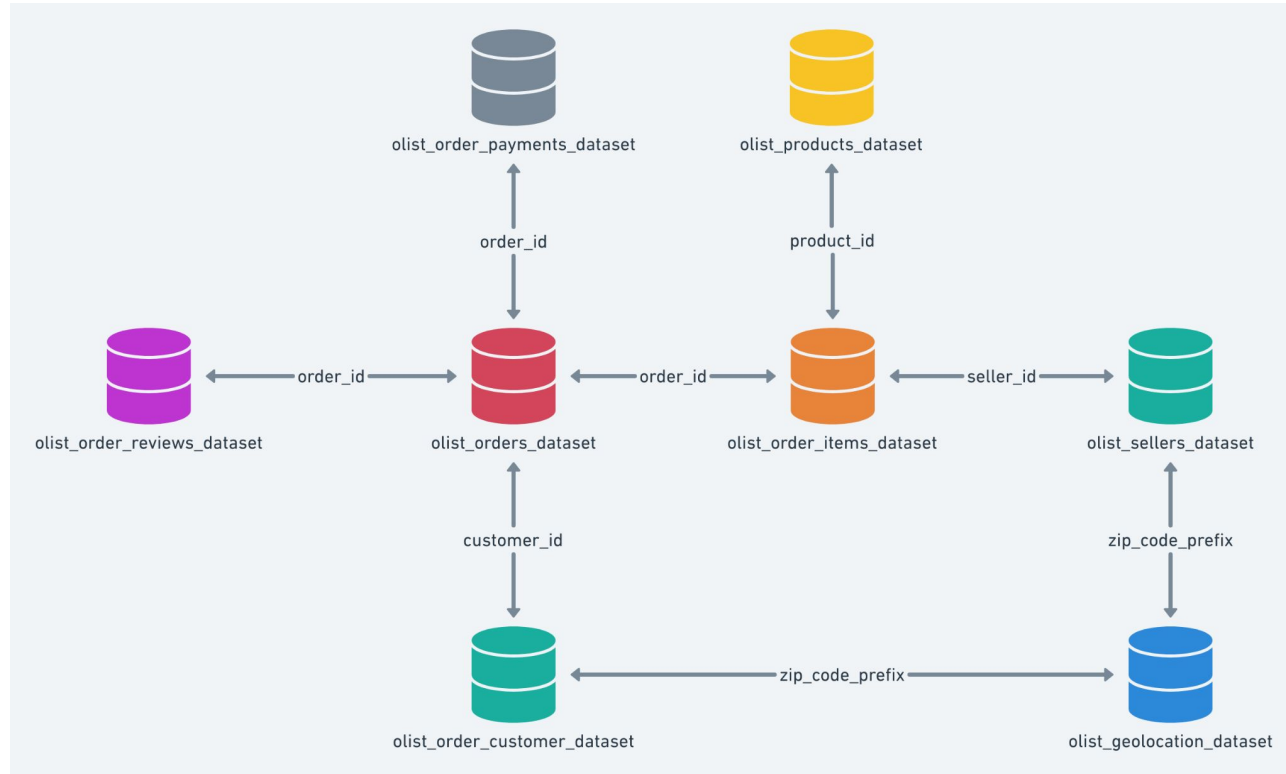 olist_order_payments_dataset
olist_products_dataset
order_id
product_id
order_id
order_id
seller_id
olist_order_reviews_dataset
olist_orders_dataset
olist_order_items_dataset
olist_sellers_dataset
customer_id
zip_code_prefix
zip_code_prefix
olist_order_customer_dataset
olist_geolocation_dataset